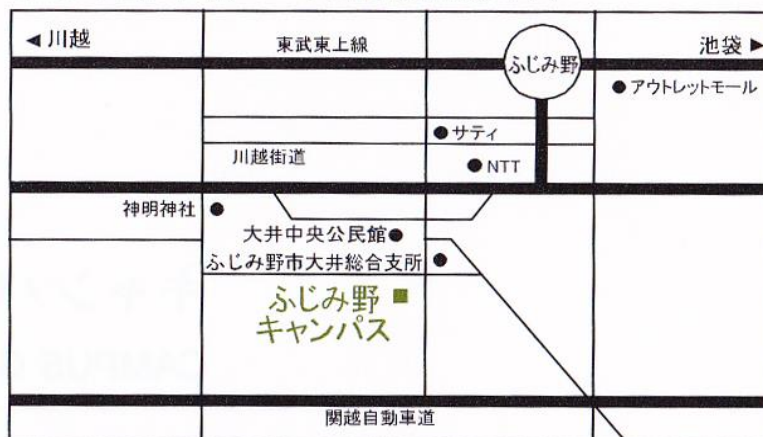 ◀川越
東武東上線
ふじみ野
池袋▶
●アウトレットモール
●サティ
川越街道
●NTT
神明神社●
大井中央公民館●
ふじみ野市大井総合支所●
ふじみ野■
キャンパス
関越自動車道